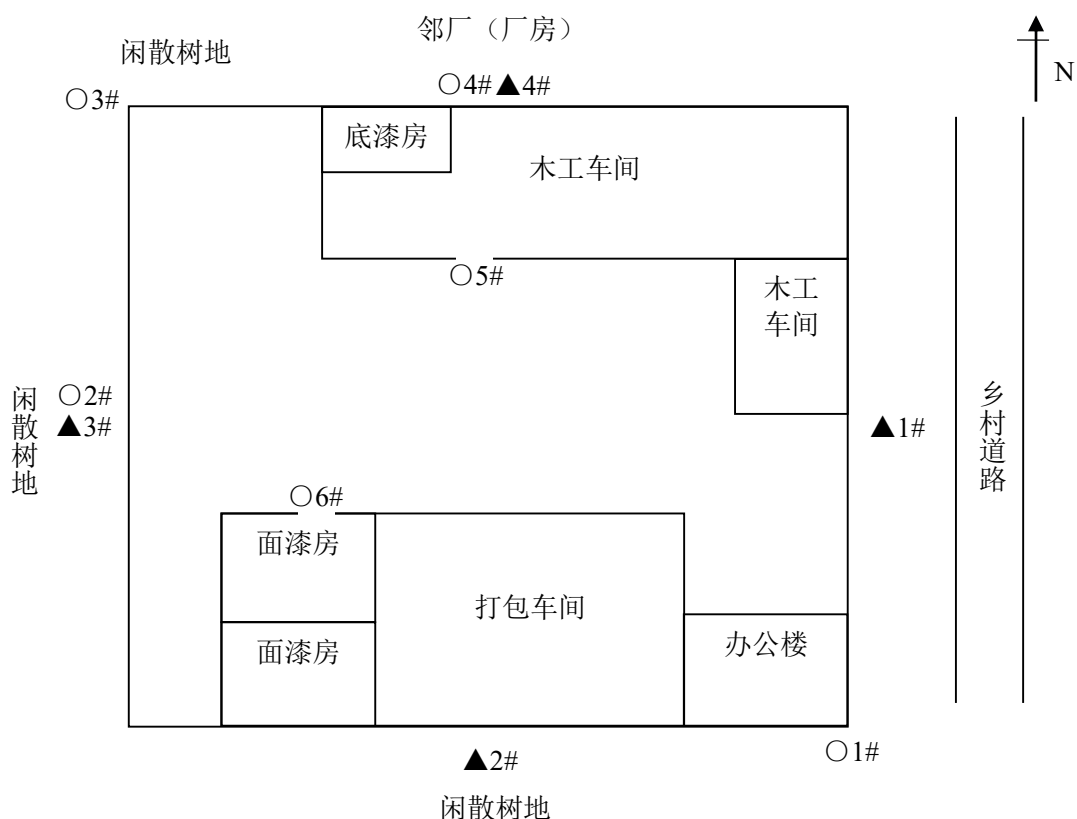 邻厂（厂房）
闲散树地
N
○3#
○4#▲4#
底漆房
木工车间
○5#
木工
车间
闲散树地
○2#
▲3#
▲1#
乡村道路
○6#
面漆房
打包车间
面漆房
办公楼
▲2#
○1#
闲散树地